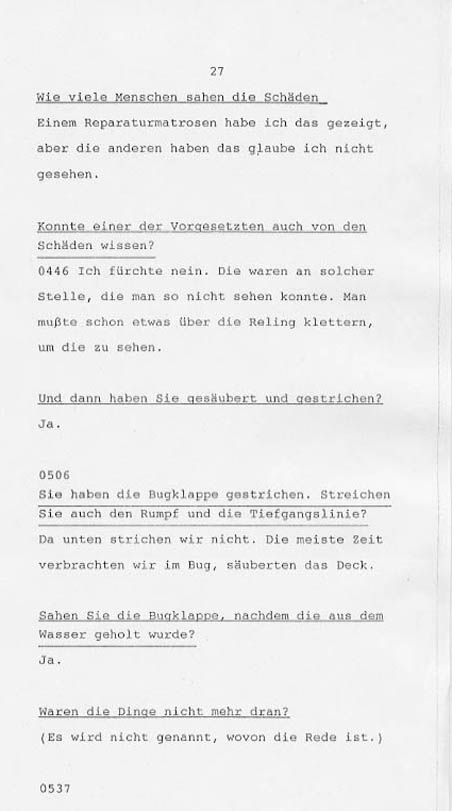 27
Wie viele Menschen sahen die Schäden
Einem Reparaturmatrosen habe ich das gezeigt,
aber die anderen haben das glaube ich nicht
gesehen.
Konnte einer der Vorgesetzten auch von den
Schäden wissen?
0446 Ich fürchte nein. Die waren an solcher
Stelle, die man so nicht sehen konnte. Man
mußte schon etwas über die Reling klettern,
um die zu sehen.
Und dann haben Sie gesäubert und gestrichen?
Ja.
0506
Sie haben die Bugklappe gestrichen. Streichen
Sie auch den Rumpf und die Tiefgangslinie?
Da unten strichen wir nicht. Die meiste Zeit
verbrachten wir im Bug, säuberten das Deck.
Sahen Sie die Bugklappe, nachdem die aus dem
Wasser geholt wurde?
Ja.
Waren die Dinge nicht mehr dran?
(Es wird nicht genannt, wovon die Rede ist.)
0537